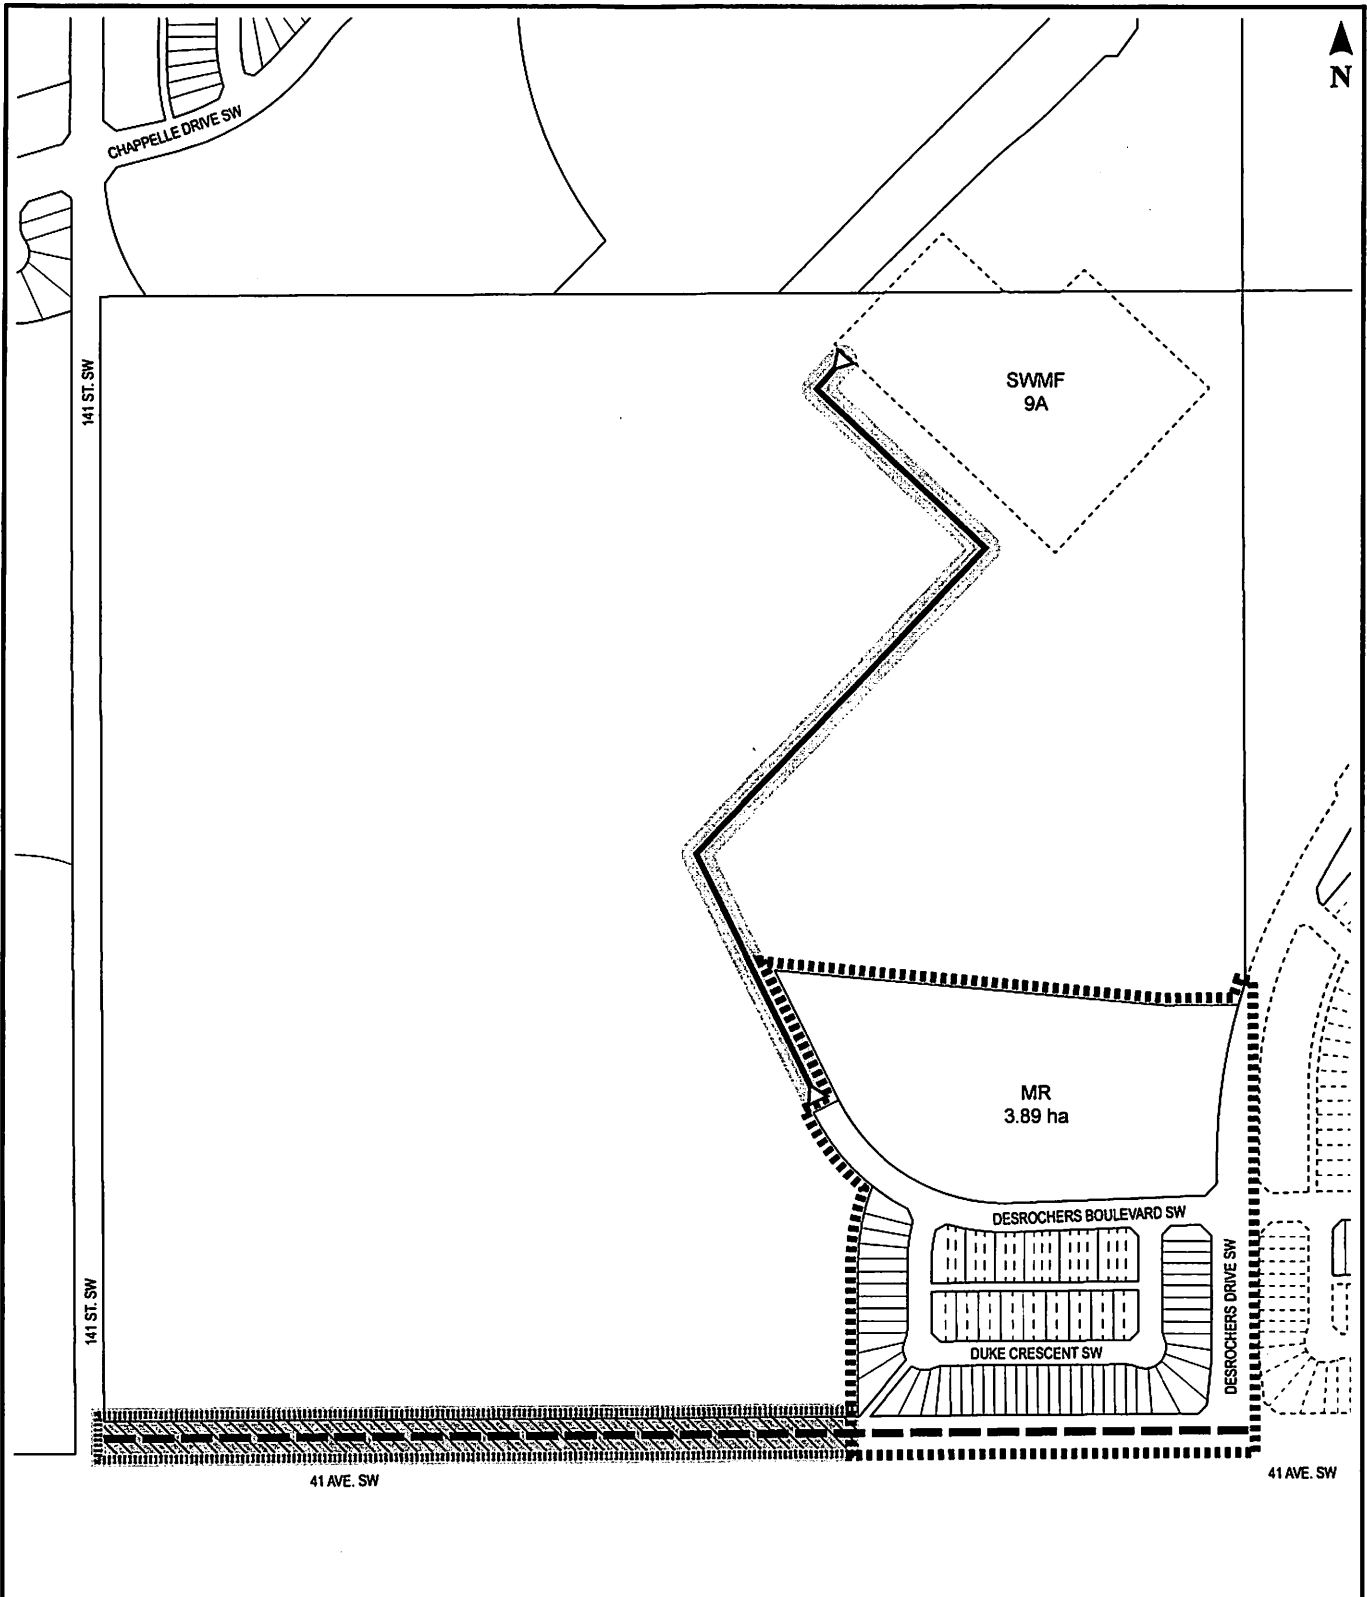 N
CHAPPELLE DRIVE SW
141 ST. SW
SWMF
9A
MR
3.89 ha
DESROCHERS BOULEVARD SW
DESROCHERS DRIVE SW
141 ST. SW
DUKE CRESCENT SW
41 AVE. SW
41 AVE. SW